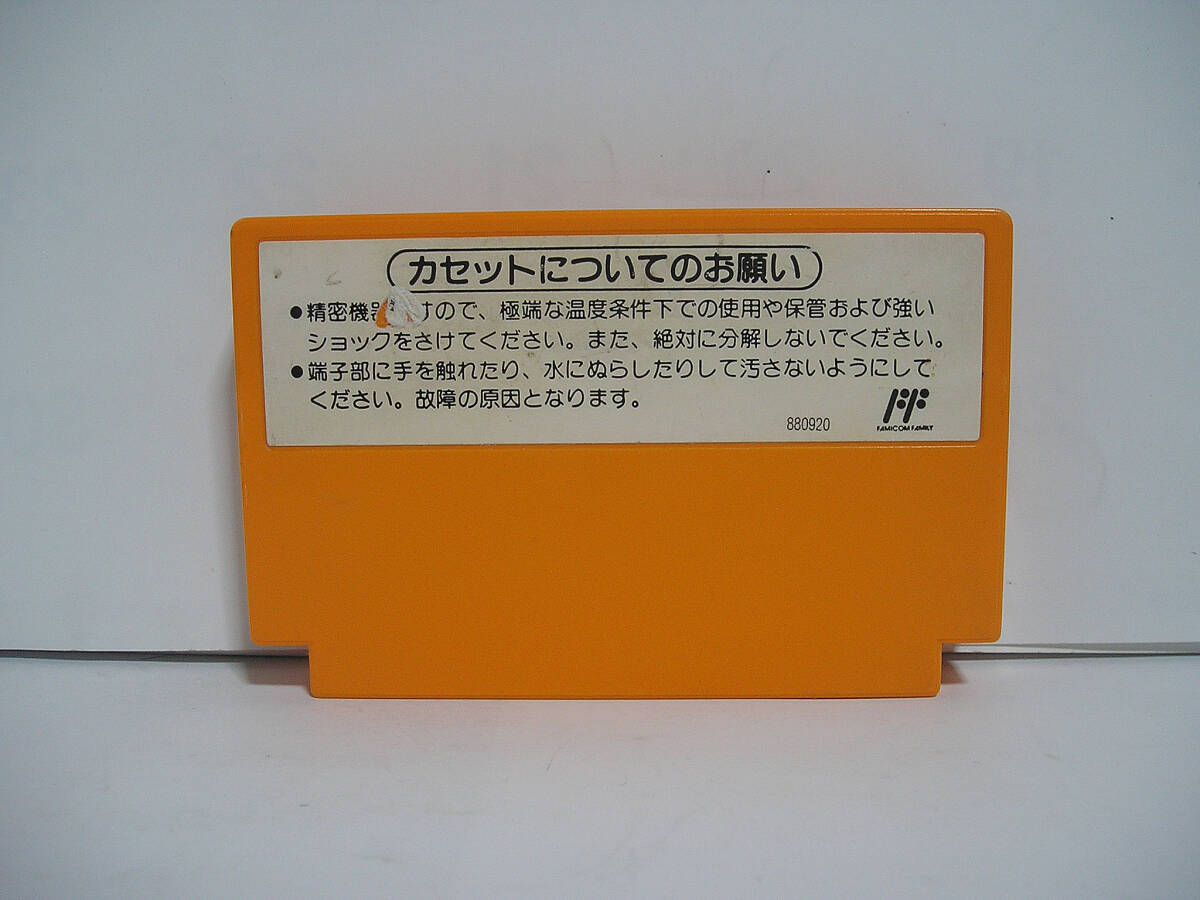 カセットについてのお願い
●精密機器すので、極端な温度条件下での使用や保管および強い
ショックをさけてください。また、絶対に分解しないでください。
●端子部に手を触れたり、水にぬらしたりして汚さないようにして
ください。故障の原因となります。
880920
FAMICOM FAMILY